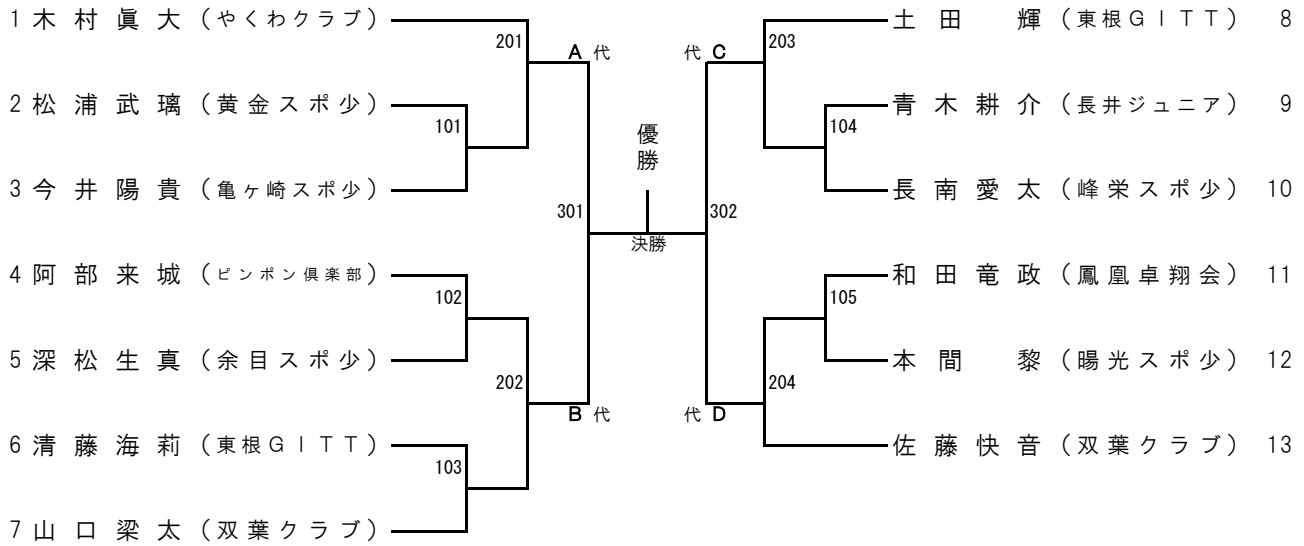 1 木村眞大（やくわクラブ）
201
A 代
2 松浦武璃（黄金スポ少）
101
3 今井陽貴（亀ヶ崎スポ少）
301
4 阿部来城（ピンポン倶楽部）
102
5 深松生真（余目スポ少）
202
B 代
6 清藤海莉（東根ＧＩＴＴ）
103
7 山口梁太（双葉クラブ）
優勝
決勝
土田　輝（東根ＧＩＴＴ） 8
203
代 C
青木耕介（長井ジュニア） 9
104
長南愛太（峰栄スポ少） 10
302
和田竜政（鳳凰卓翔会） 11
105
本間　黎（暘光スポ少） 12
204
代 D
佐藤快音（双葉クラブ） 13